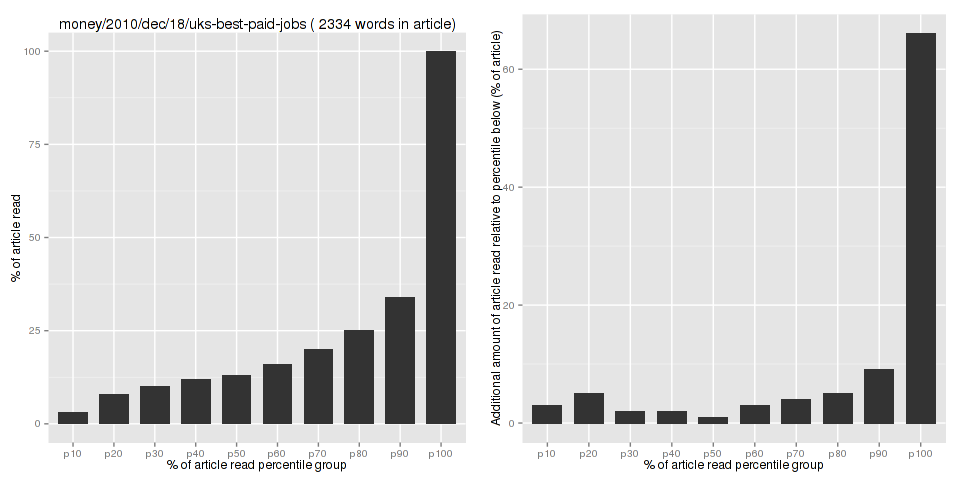 money/2010/dec/18/uks-best-paid-jobs ( 2334 words in article)
% of article read
100
75
50
25
0
p10 p20 p30 p40 p50 p60 p70 p80 p90 p100
% of article read percentile group
Additional amount of article read relative to percentile below (% of article)
60
40
20
0
p10 p20 p30 p40 p50 p60 p70 p80 p90 p100
% of article read percentile group